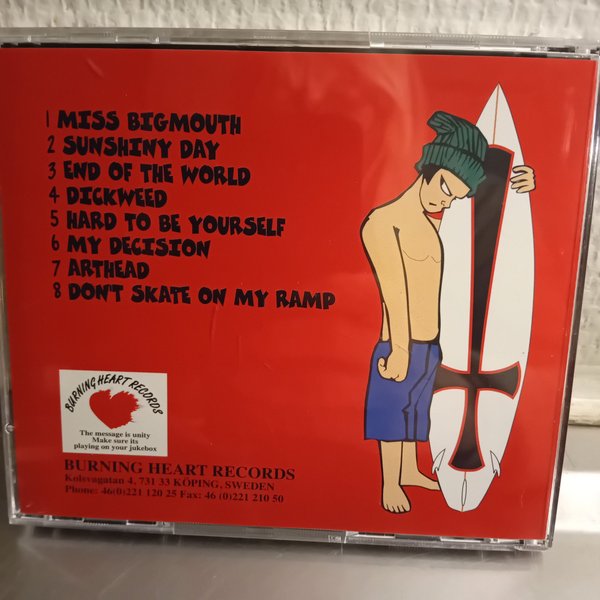 1 MISS BIGMOUTH
2 SUNSHINY DAY
3 END OF THE WORLD
4 DICKWEED
5 HARD TO BE YOURSELF
6 MY DECISION
7 ARTHEAD
8 DON'T SKATE ON MY RAMP
BURNING HEART RECORDS
The message is unity
Make sure its
playing on your jukebox
BURNING HEART RECORDS
Kolsvagatan 4, 731 33 KÖPING, SWEDEN
Phone: 46(0)221 120 25 Fax: 46 (0)221 210 50